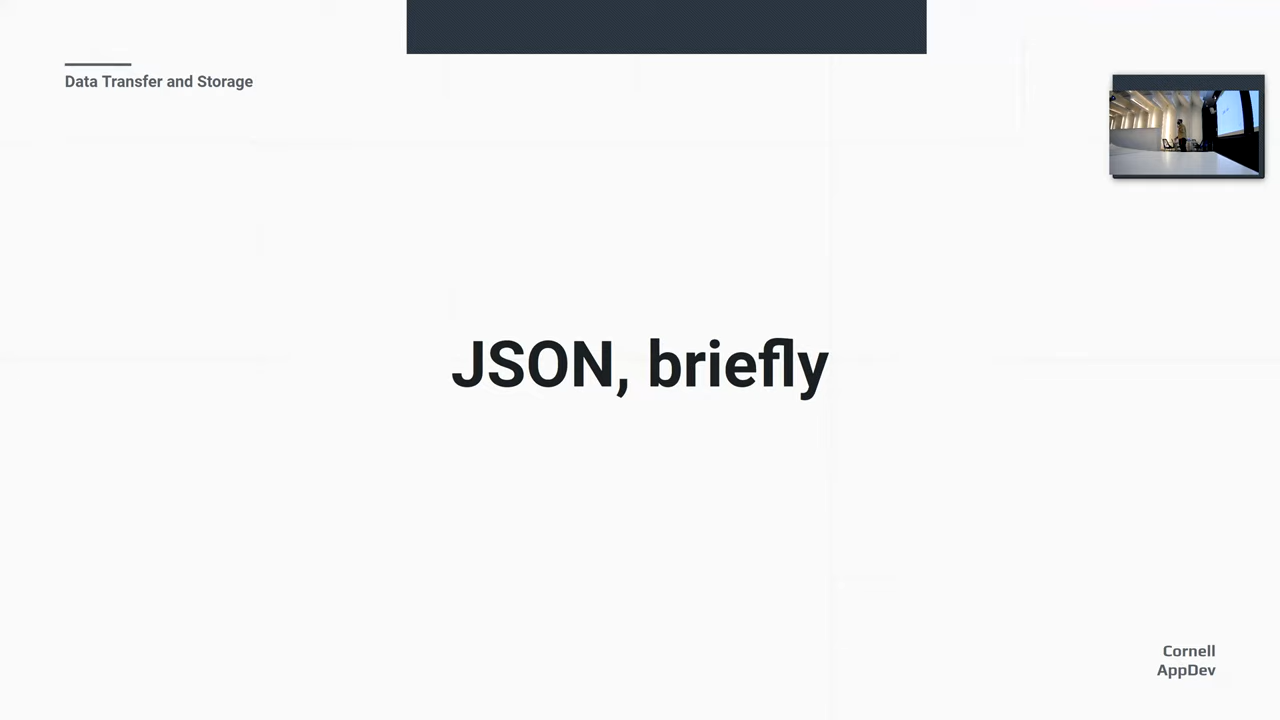 Data Transfer and Storage
JSON, briefly
Cornell
AppDev